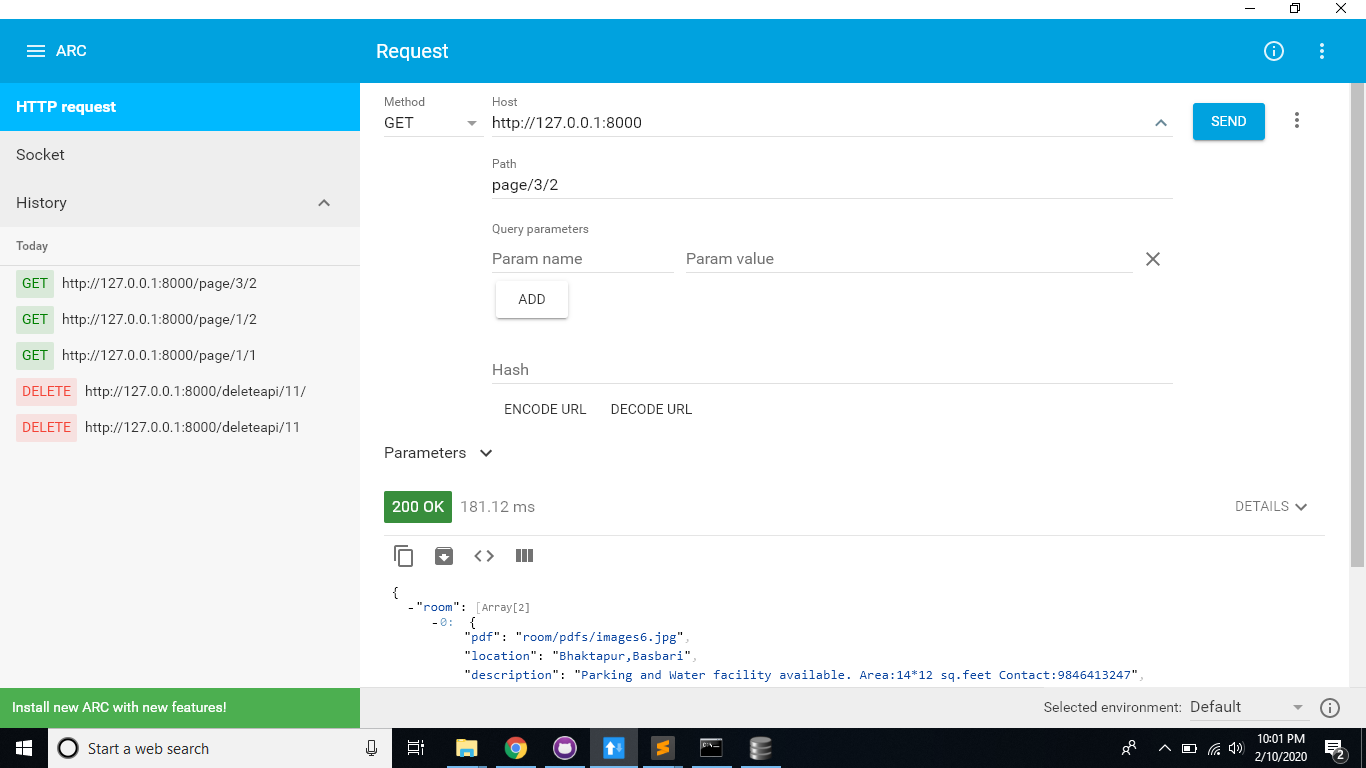 ARC
Request
HTTP request
Socket
History
Today
GET http://127.0.0.1:8000/page/3/2
GET http://127.0.0.1:8000/page/1/2
GET http://127.0.0.1:8000/page/1/1
DELETE http://127.0.0.1:8000/deleteapi/11/
DELETE http://127.0.0.1:8000/deleteapi/11
Install new ARC with new features!
Method
GET
Host
http://127.0.0.1:8000
SEND
Path
page/3/2
Query parameters
Param name Param value
ADD
Hash
ENCODE URL DECODE URL
Parameters
200 OK 181.12 ms DETAILS
{
-"room": [Array[2]
-0: {
"pdf": "room/pdfs/images6.jpg",
"location": "Bhaktapur,Basbari",
"description": "Parking and Water facility available. Area:14*12 sq.feet Contact:9846413247",
Selected environment: Default
Start a web search
10:01 PM
2/10/2020
2